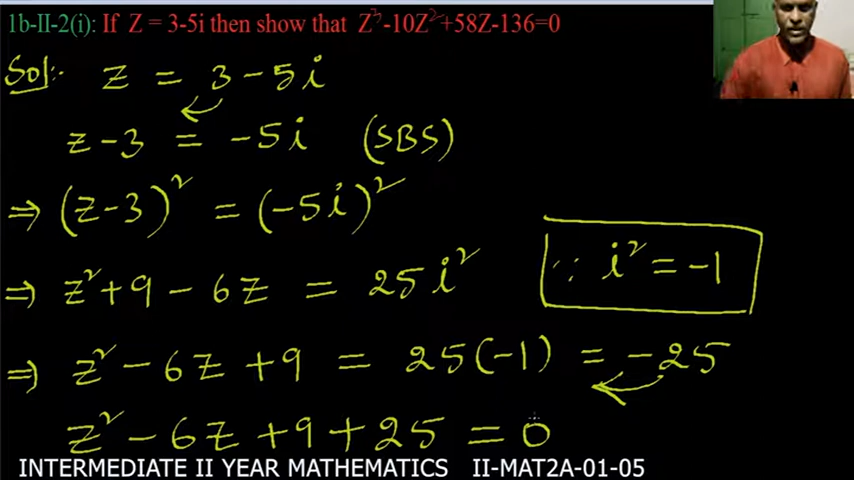 1b-II-2(i): If Z = 3-5i then show that Z³-10Z²+58Z-136=0
Sol:- z = 3-5i
z-3 = -5i (SBS)
⇒ (z-3)² = (-5i)²
⇒ z²+9-6z = 25i² ∵ i² = -1
⇒ z²-6z+9 = 25(-1) = -25
z²-6z+9+25 = 0
INTERMEDIATE II YEAR MATHEMATICS II-MAT2A-01-05